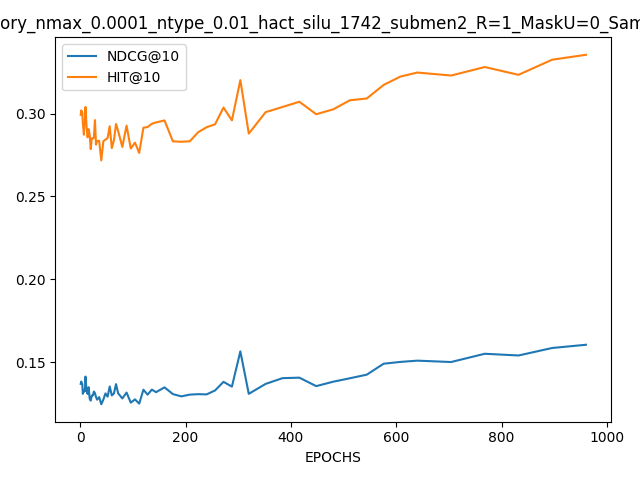 ory_nmax_0.0001_ntype_0.01_hact_silu_1742_submen2_R=1_MaskU=0_Sam
NDCG@10
HIT@10
0.30
0.25
0.20
0.15
0 200 400 600 800 1000
EPOCHS